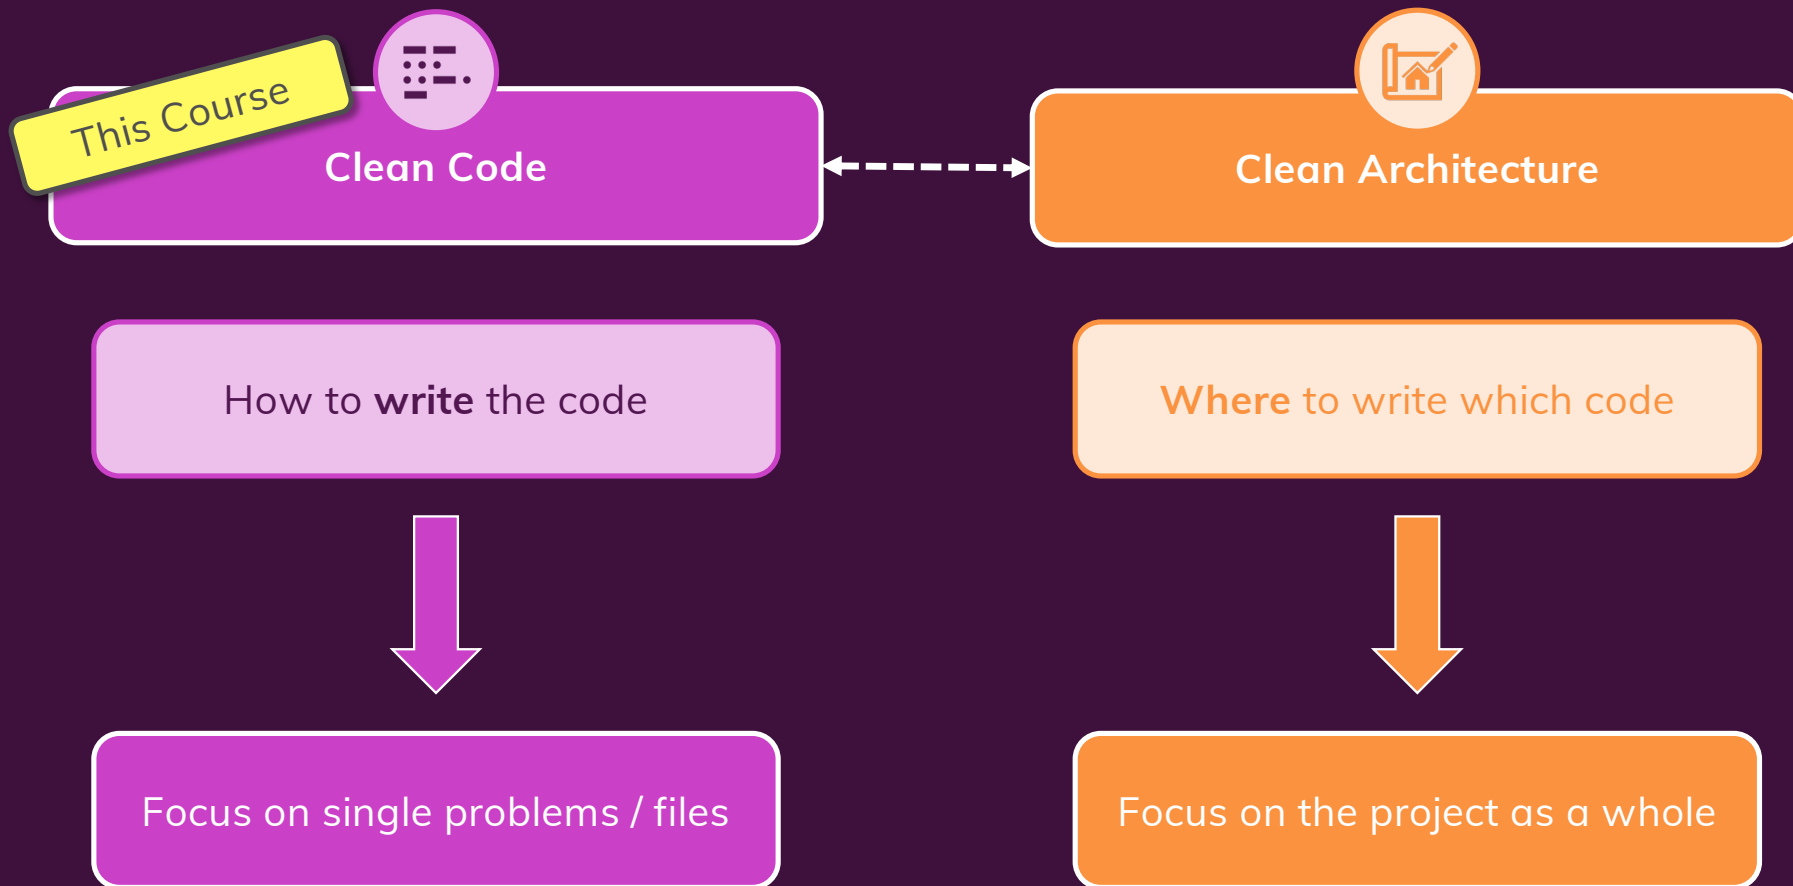 This Course
Clean Code
Clean Architecture
How to write the code
Where to write which code
Focus on single problems / files
Focus on the project as a whole